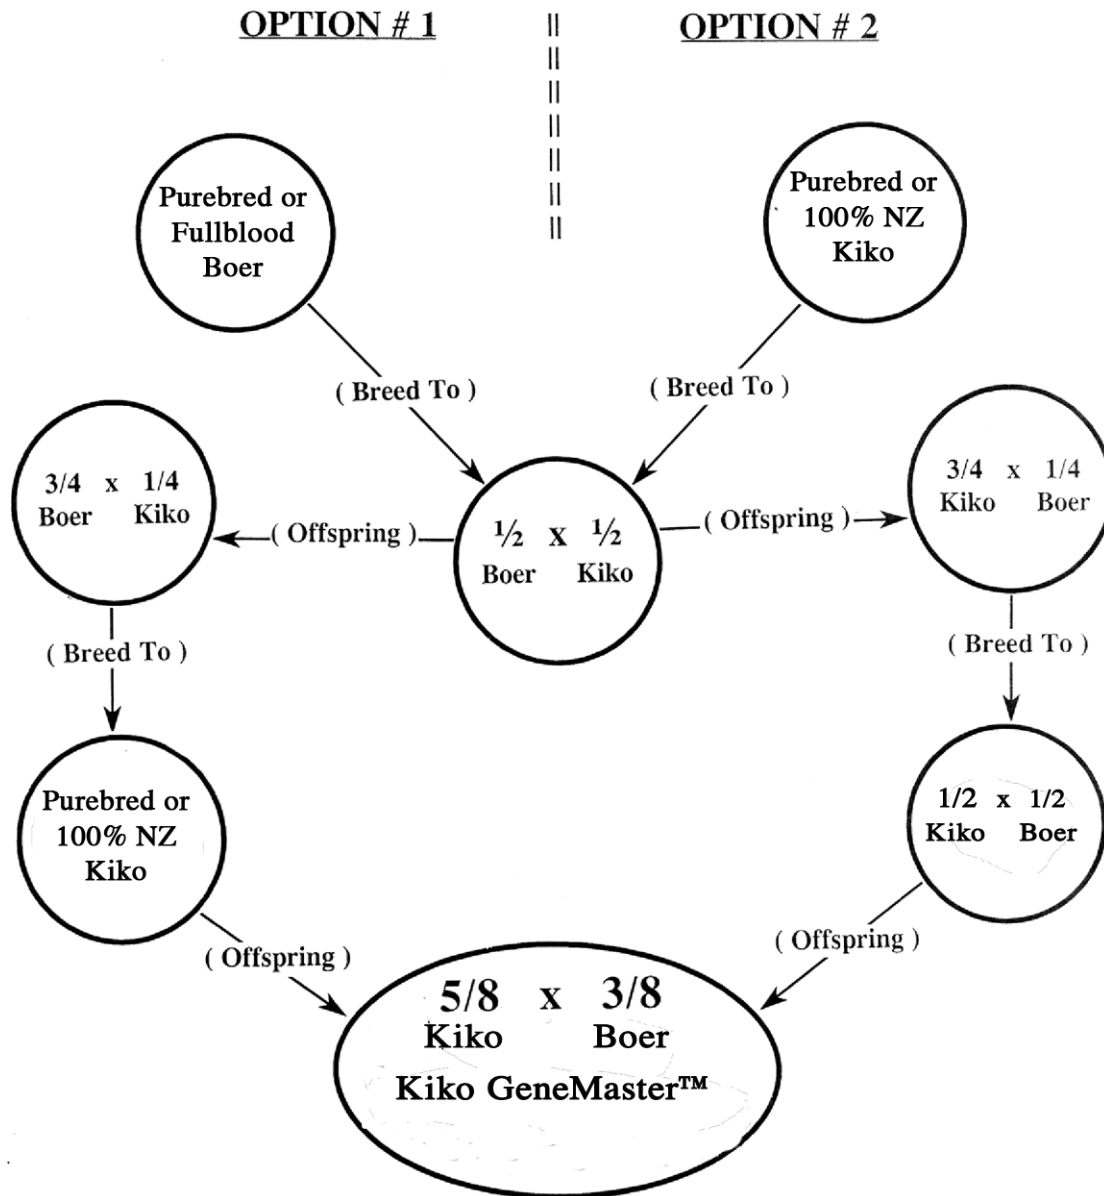 OPTION # 1
OPTION # 2
Purebred or
Fullblood
Boer
Purebred or
100% NZ
Kiko
( Breed To )
( Breed To )
3/4 x 1/4
Boer Kiko
3/4 x 1/4
Kiko Boer
( Offspring )
½ x ½
Boer Kiko
( Offspring )
( Breed To )
( Breed To )
Purebred or
100% NZ
Kiko
1/2 x 1/2
Kiko Boer
( Offspring )
( Offspring )
5/8 x 3/8
Kiko Boer
Kiko GeneMaster™